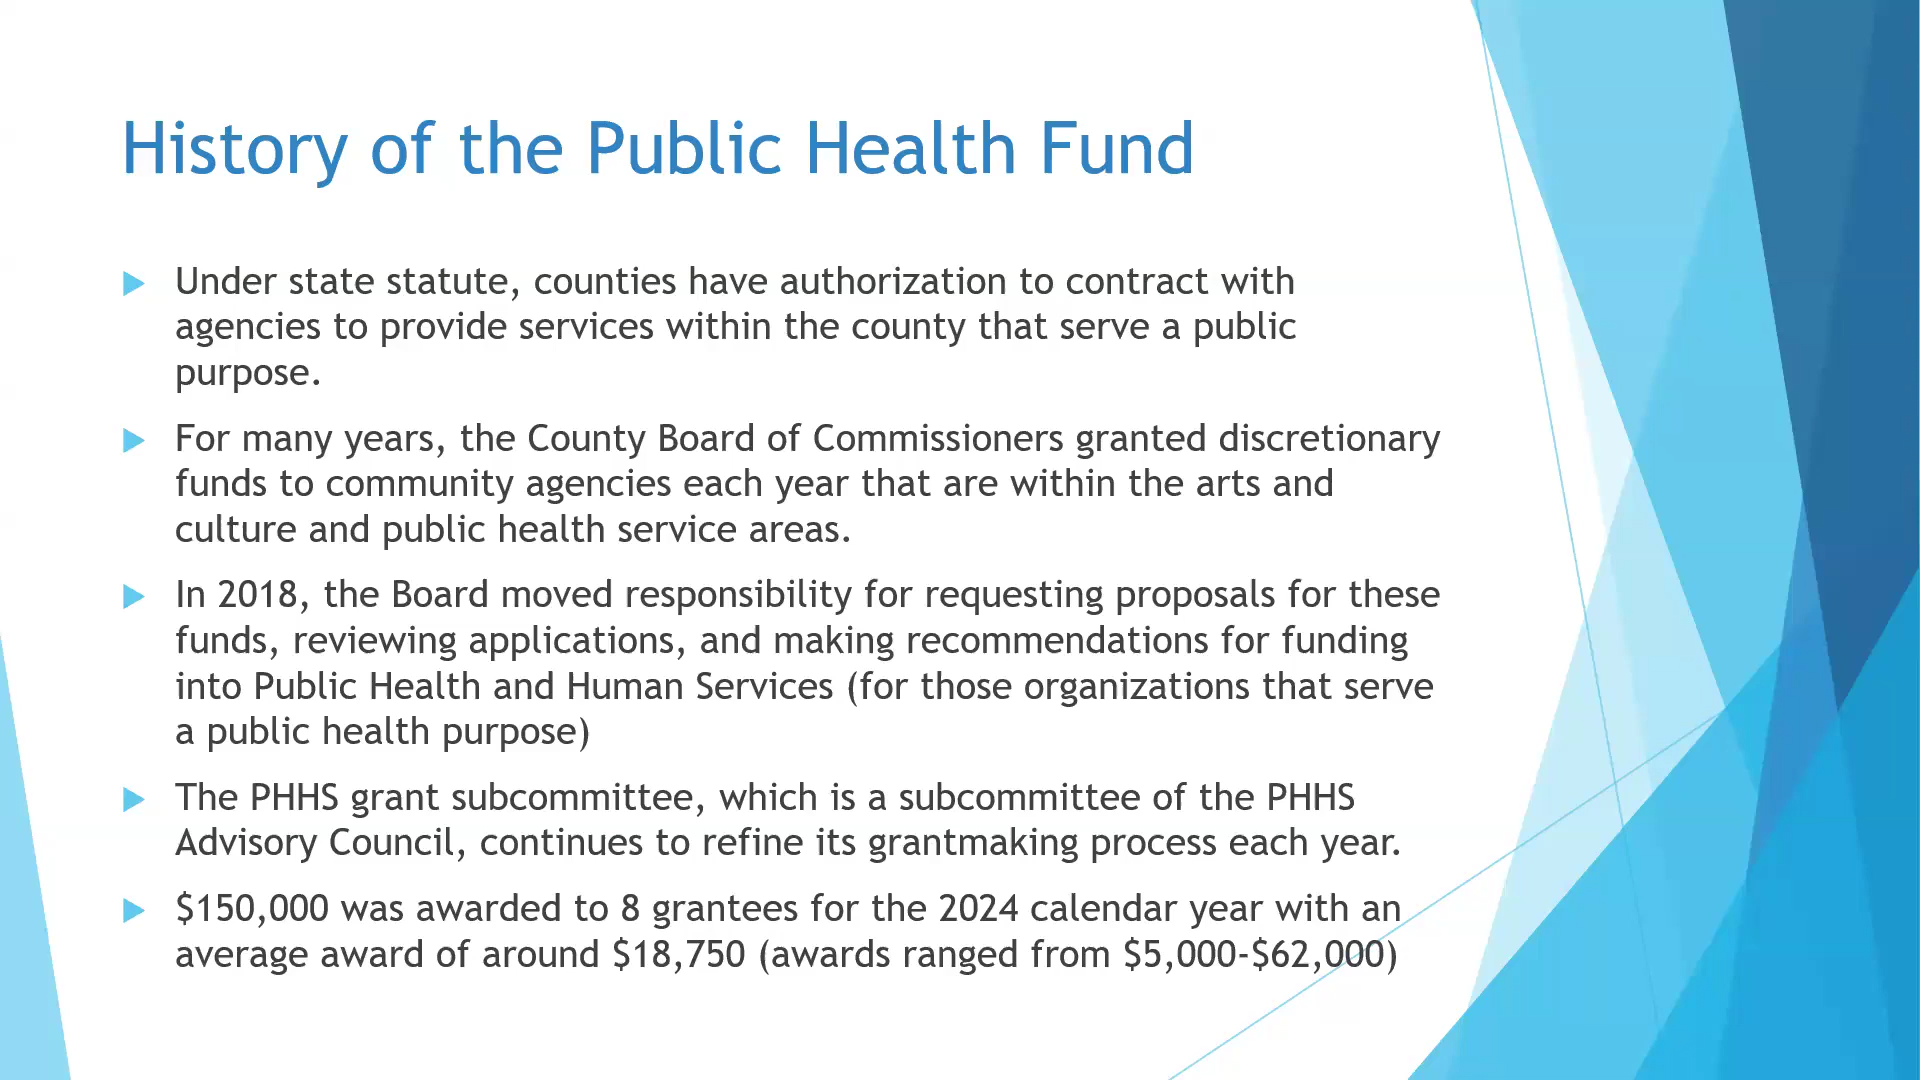 History of the Public Health Fund
Under state statute, counties have authorization to contract with
agencies to provide services within the county that serve a public
purpose.
For many years, the County Board of Commissioners granted discretionary
funds to community agencies each year that are within the arts and
culture and public health service areas.
In 2018, the Board moved responsibility for requesting proposals for these
funds, reviewing applications, and making recommendations for funding
into Public Health and Human Services (for those organizations that serve
a public health purpose)
The PHHS grant subcommittee, which is a subcommittee of the PHHS
Advisory Council, continues to refine its grantmaking process each year.
$150,000 was awarded to 8 grantees for the 2024 calendar year with an
average award of around $18,750 (awards ranged from $5,000-$62,000)